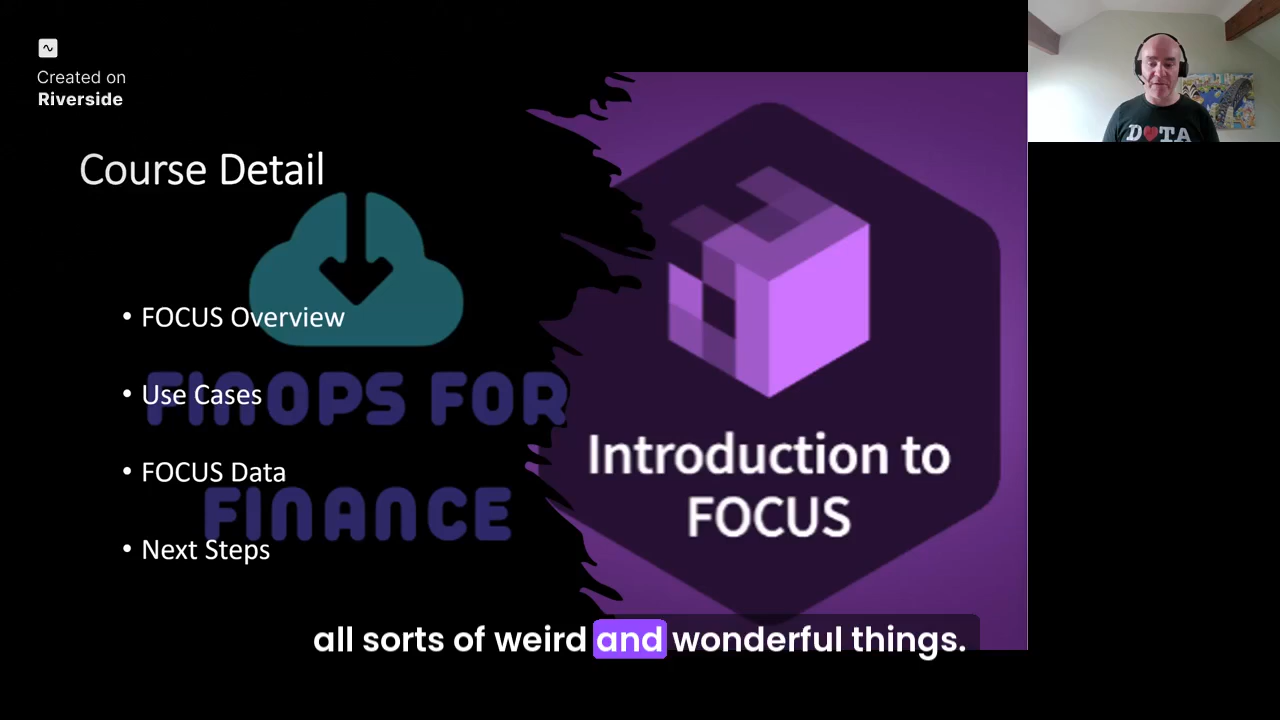 Created on
Riverside
Course Detail
• FOCUS Overview
• Use Cases
• FOCUS Data
• Next Steps
FINOPS FOR
FINANCE
Introduction to
FOCUS
D♥TA
all sorts of weird and wonderful things.